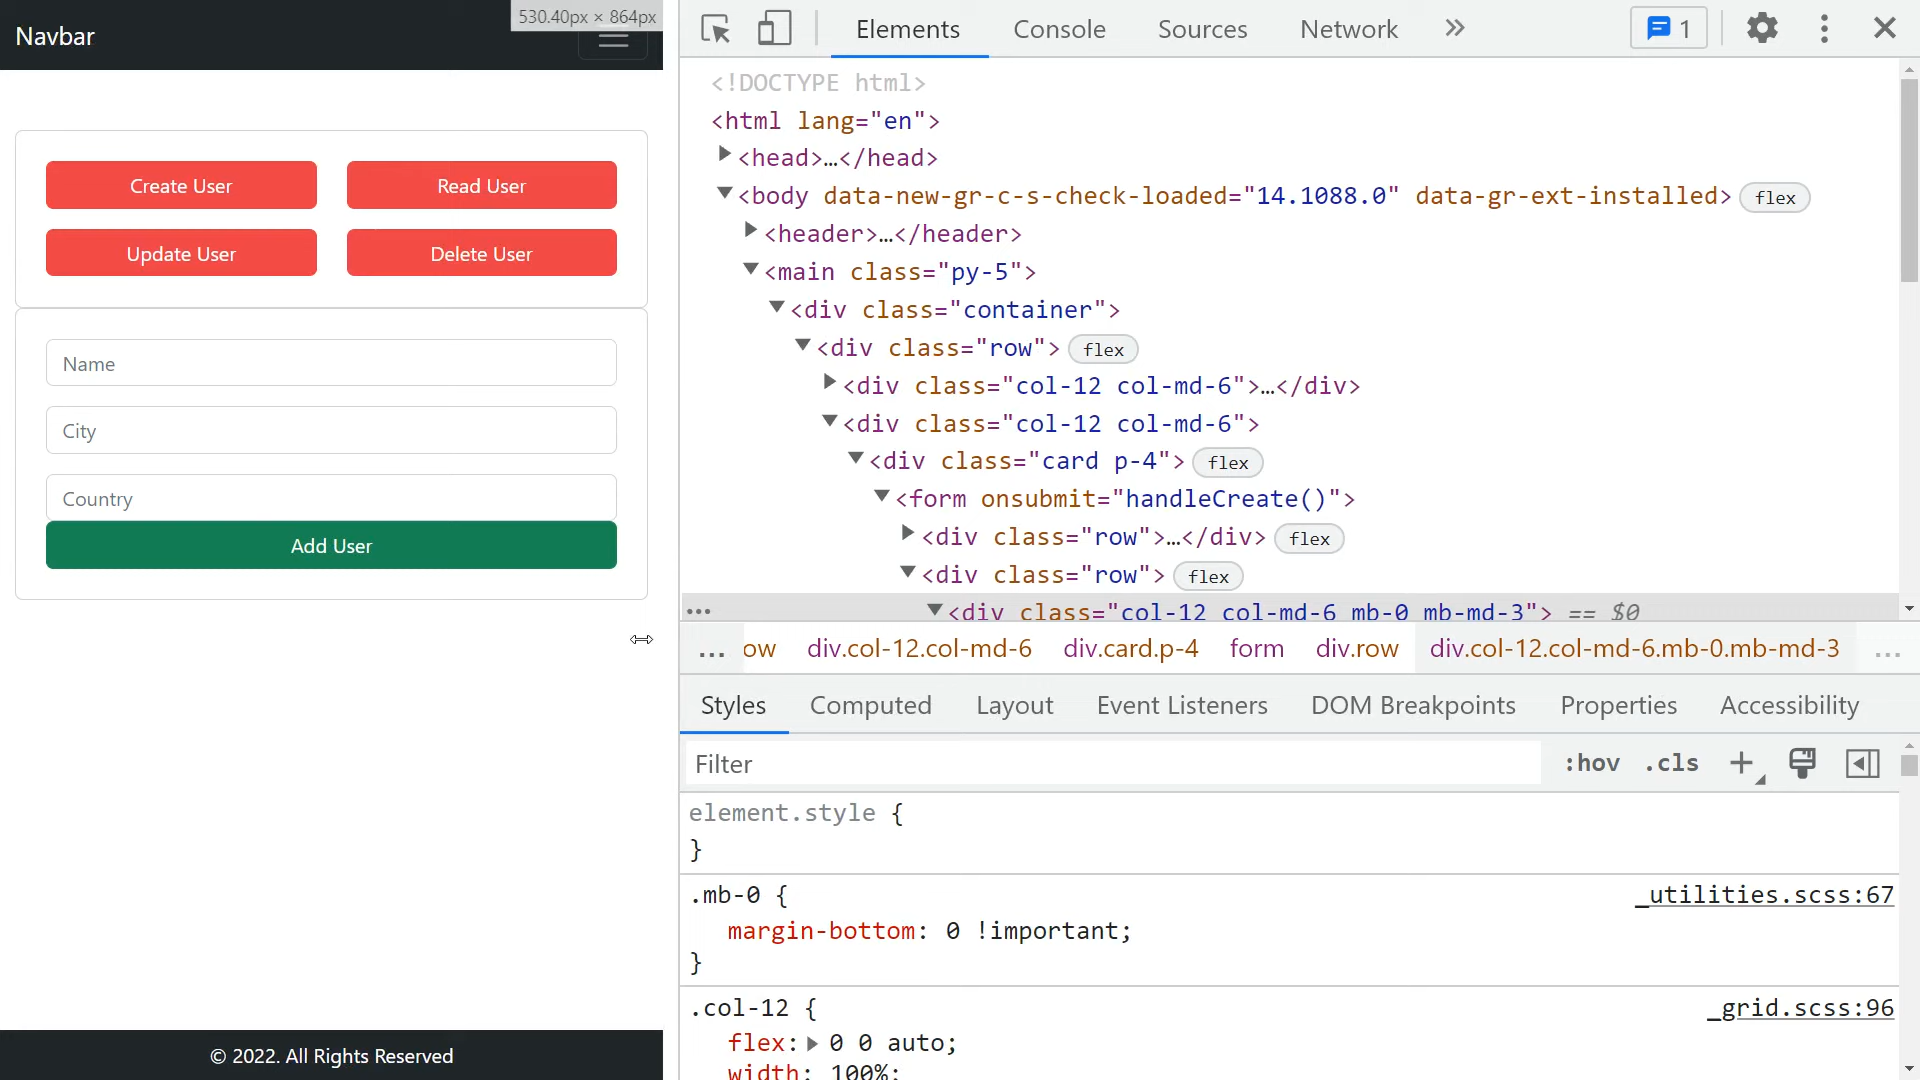 Navbar
530.40px × 864px
Create User
Read User
Update User
Delete User
Name
City
Country
Add User
© 2022. All Rights Reserved
Elements
Console
Sources
Network
1
<!DOCTYPE html>
<html lang="en">
<head>…</head>
<body data-new-gr-c-s-check-loaded="14.1088.0" data-gr-ext-installed> flex
<header>…</header>
<main class="py-5">
<div class="container">
<div class="row"> flex
<div class="col-12 col-md-6">…</div>
<div class="col-12 col-md-6">
<div class="card p-4"> flex
<form onsubmit="handleCreate()">
<div class="row">…</div> flex
<div class="row"> flex
<div class="col-12 col-md-6 mb-0 mb-md-3"> == $0
... ow div.col-12.col-md-6 div.card.p-4 form div.row div.col-12.col-md-6.mb-0.mb-md-3 ...
Styles
Computed
Layout
Event Listeners
DOM Breakpoints
Properties
Accessibility
Filter
:hov .cls
element.style {
}
.mb-0 {
_utilities.scss:67
margin-bottom: 0 !important;
}
.col-12 {
_grid.scss:96
flex: 0 0 auto;
width: 100%;